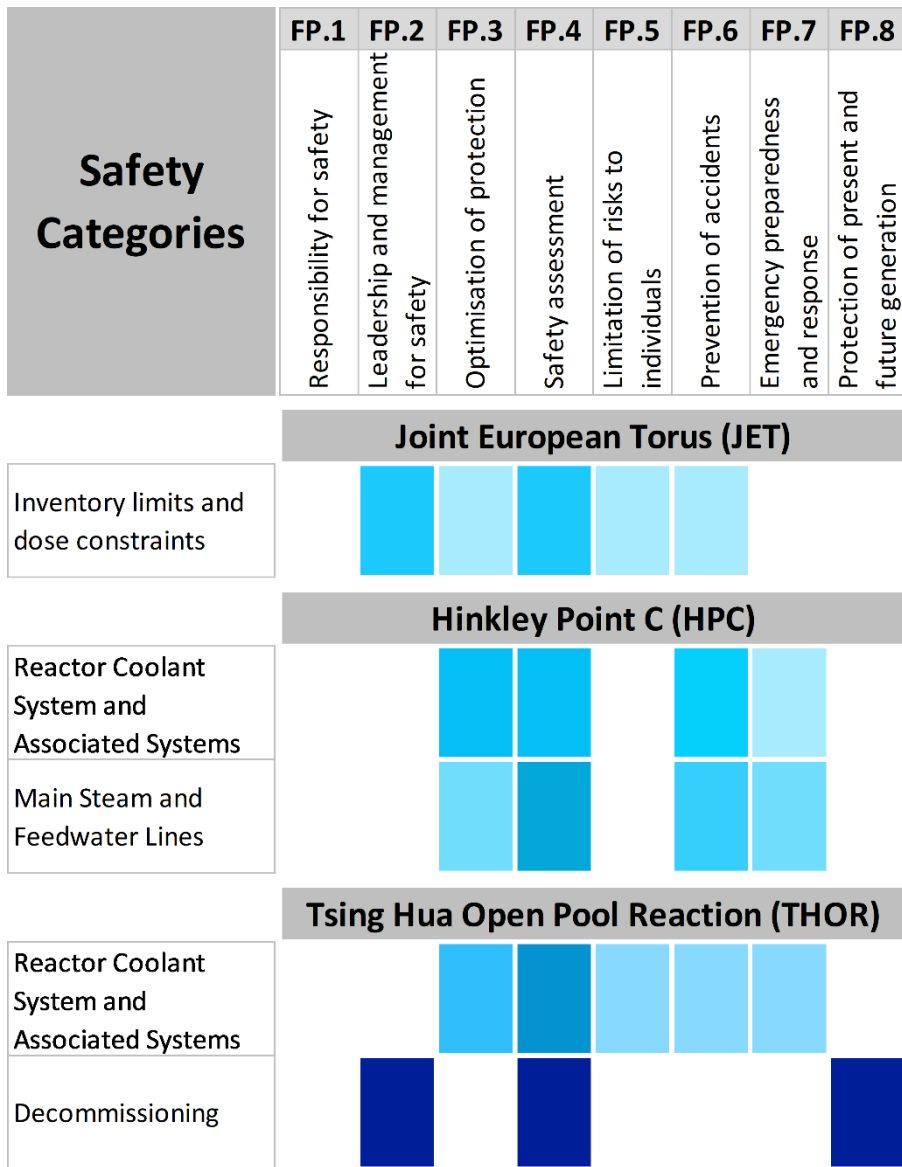 FP.1 FP.2 FP.3 FP.4 FP.5 FP.6 FP.7 FP.8
Safety
Categories
Responsibility for safety
Leadership and management
for safety
Optimisation of protection
Safety assessment
Limitation of risks to
individuals
Prevention of accidents
Emergency preparedness
and response
Protection of present and
future generation
Joint European Torus (JET)
Inventory limits and
dose constraints
Hinkley Point C (HPC)
Reactor Coolant
System and
Associated Systems
Main Steam and
Feedwater Lines
Tsing Hua Open Pool Reaction (THOR)
Reactor Coolant
System and
Associated Systems
Decommissioning